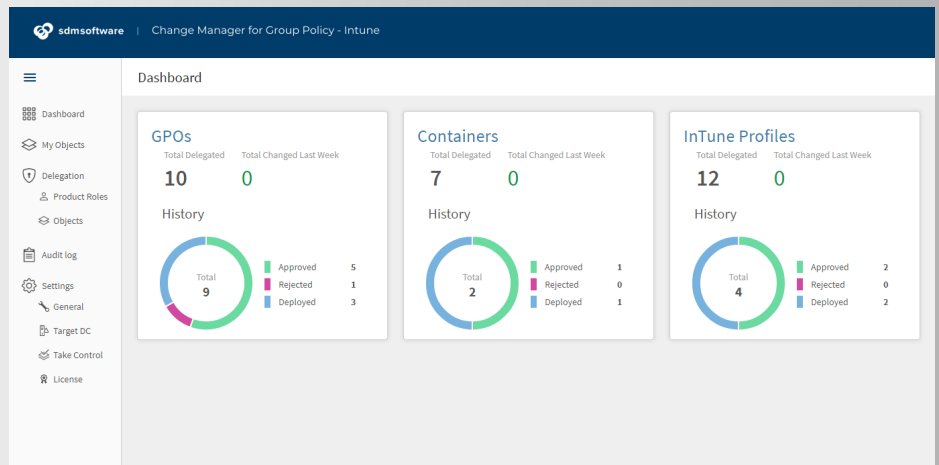 sdmsoftware | Change Manager for Group Policy - Intune
Dashboard
Dashboard
My Objects
Delegation
Product Roles
Objects
Audit log
Settings
General
Target DC
Take Control
License
GPOs
Total Delegated Total Changed Last Week
10 0
History
Total
9
Approved 5
Rejected 1
Deployed 3
Containers
Total Delegated Total Changed Last Week
7 0
History
Total
2
Approved 1
Rejected 0
Deployed 1
InTune Profiles
Total Delegated Total Changed Last Week
12 0
History
Total
4
Approved 2
Rejected 0
Deployed 2